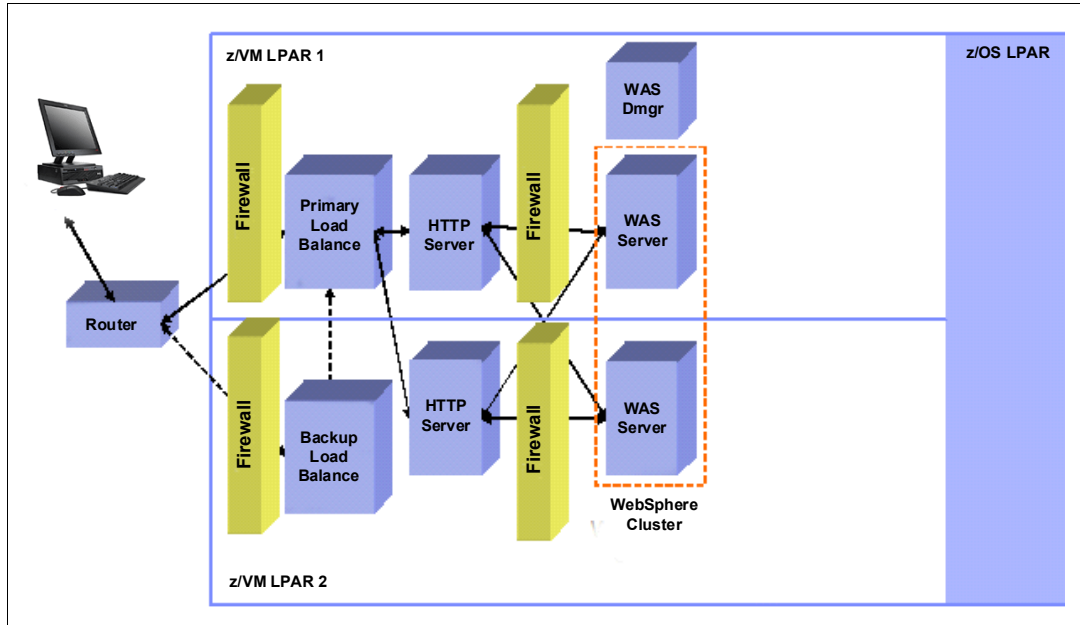 z/VM LPAR 1
z/OS LPAR
WAS
Dmgr
Firewall
Primary
Load
Balance
HTTP
Server
Firewall
WAS
Server
Router
Firewall
Backup
Load
Balance
HTTP
Server
Firewall
WAS
Server
WebSphere
Cluster
z/VM LPAR 2